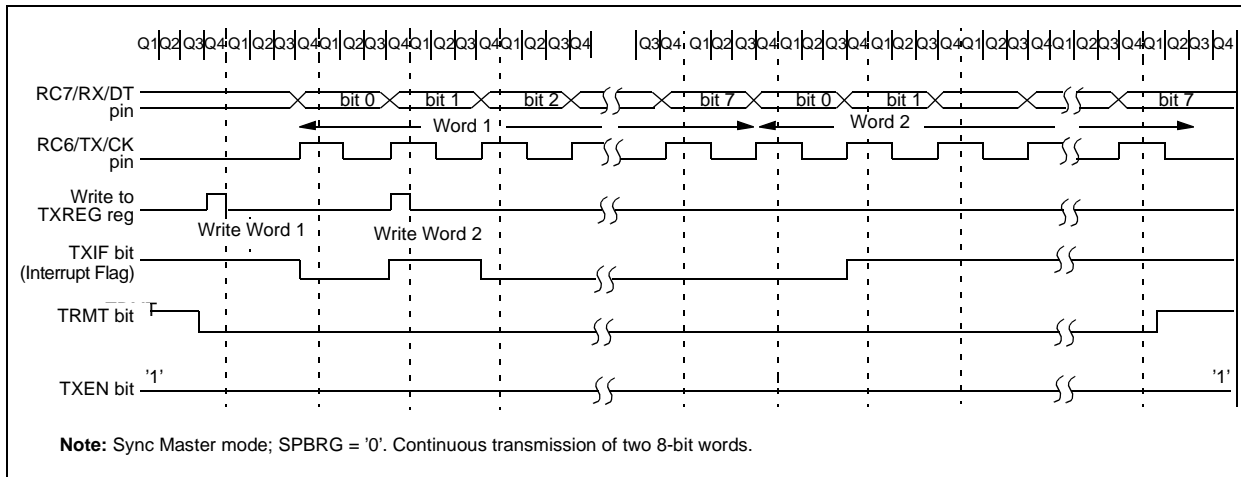 Q1|Q2|Q3|Q4|Q1|Q2|Q3|Q4|Q1|Q2|Q3|Q4|Q1|Q2|Q3|Q4 Q3|Q4|Q1|Q2|Q3|Q4|Q1|Q2|Q3|Q4|Q1|Q2|Q3|Q4|Q1|Q2|Q3|Q4|Q1|Q2|Q3|Q4|Q1|Q2|Q3|Q4
RC7/RX/DT
pin
bit 0 bit 1 bit 2 bit 7 bit 0 bit 1 bit 7
Word 1 Word 2
RC6/TX/CK
pin
Write to
TXREG reg
Write Word 1 Write Word 2
TXIF bit
(Interrupt Flag)
TRMT bit
TXEN bit '1' '1'
Note: Sync Master mode; SPBRG = '0'. Continuous transmission of two 8-bit words.